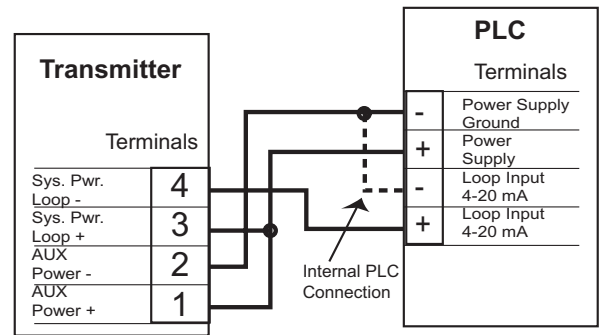 PLC
Terminals
- Power Supply
Ground
+ Power
Supply
- Loop Input
4-20 mA
+ Loop Input
4-20 mA
Transmitter
Terminals
Sys. Pwr.
Loop - 4
Sys. Pwr.
Loop + 3
AUX
Power - 2
AUX
Power + 1
Internal PLC
Connection